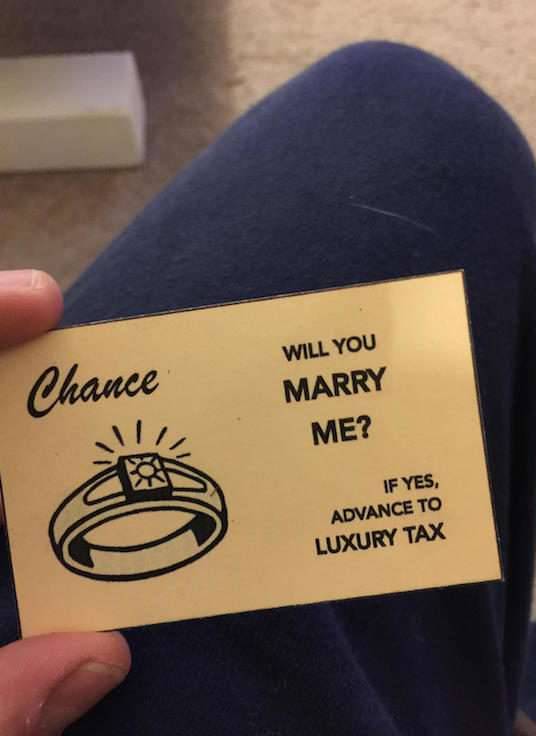 Chance
WILL YOU
MARRY
ME?
IF YES,
ADVANCE TO
LUXURY TAX